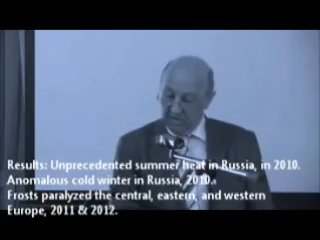 Results: Unprecedented summer heat in Russia, in 2010.
Anomalous cold winter in Russia, 2010.
Frosts paralyzed the central, eastern, and western
Europe, 2011 & 2012.